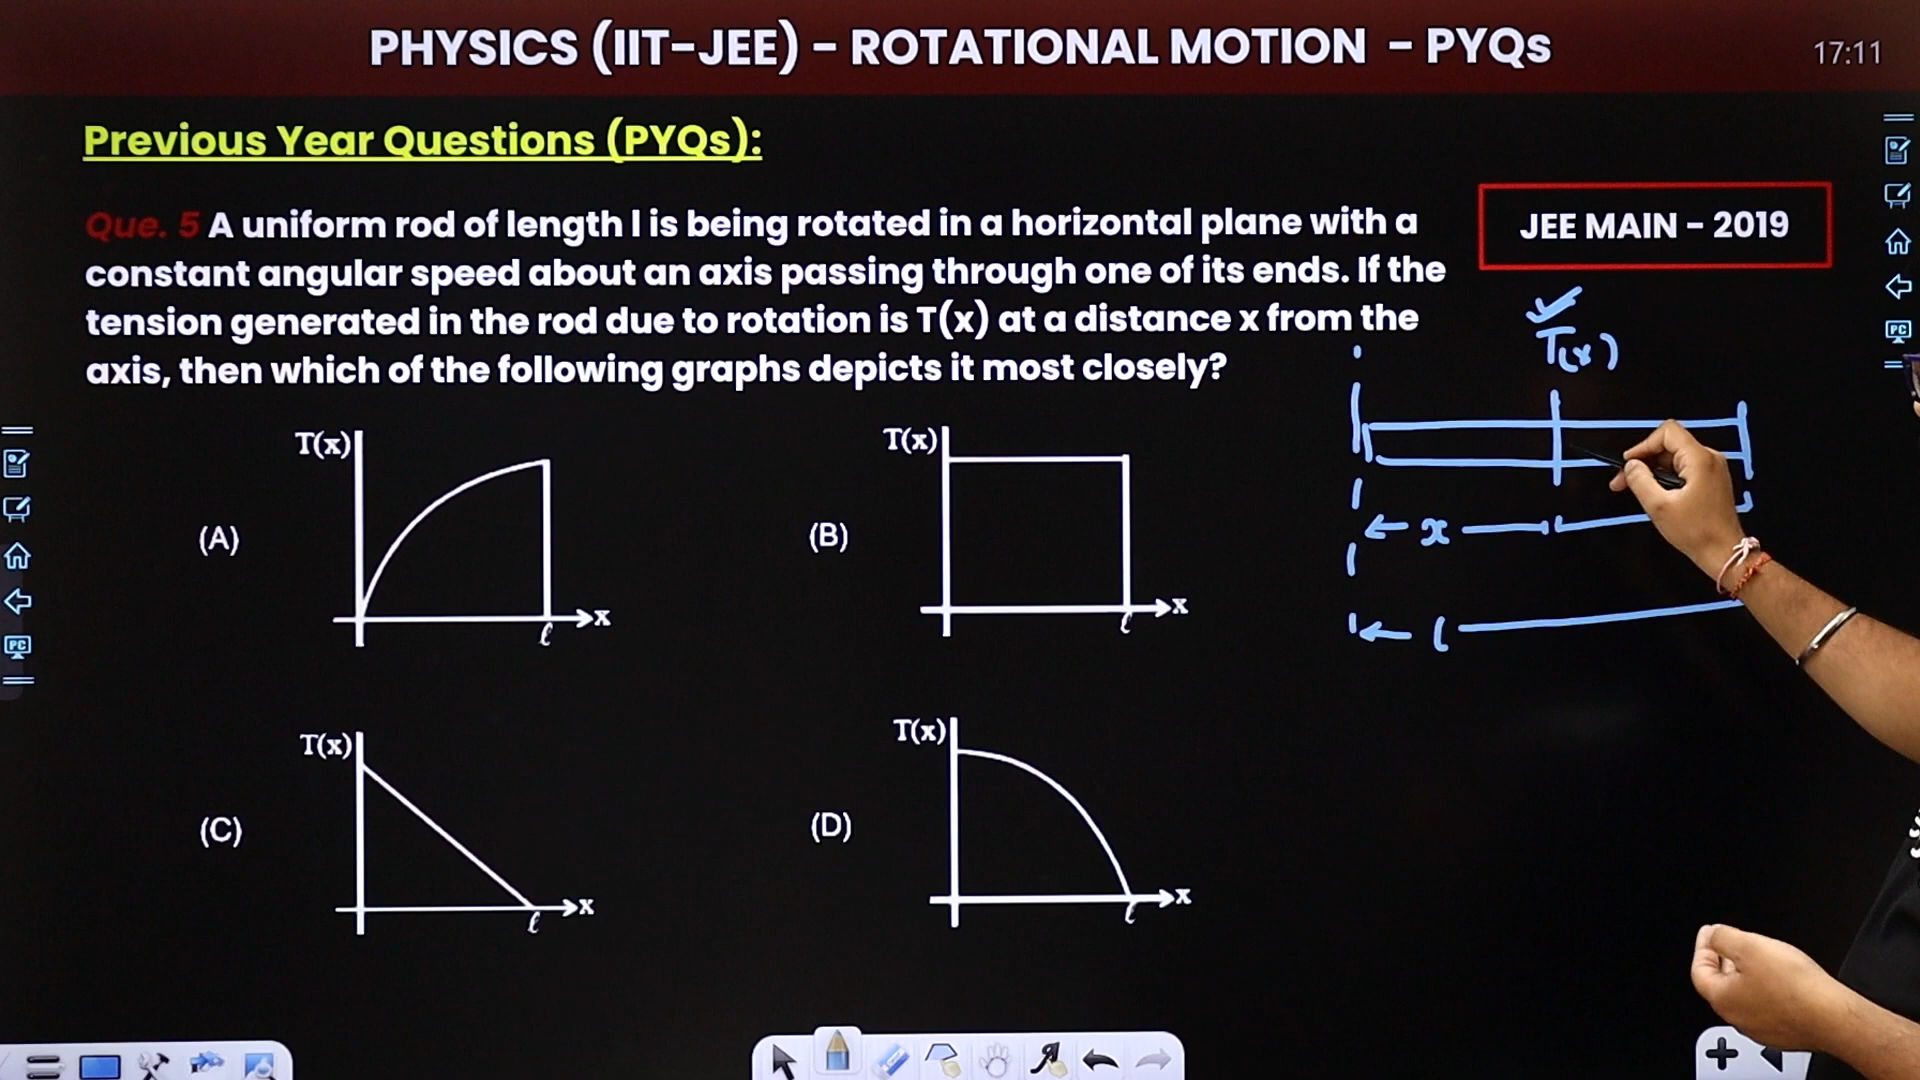 PHYSICS (IIT-JEE) - ROTATIONAL MOTION - PYQs
17:11
Previous Year Questions (PYQs):
Que. 5 A uniform rod of length l is being rotated in a horizontal plane with a
constant angular speed about an axis passing through one of its ends. If the
tension generated in the rod due to rotation is T(x) at a distance x from the
axis, then which of the following graphs depicts it most closely?
JEE MAIN - 2019
T(x)
x
l
PC
PC
(A)
T(x)
x
ℓ
(B)
T(x)
x
ℓ
(C)
T(x)
x
ℓ
(D)
T(x)
x
ℓ